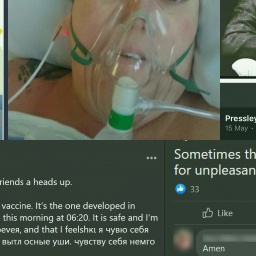 Pressley
15 May
...
riends a heads up.
vaccine. It's the one developed in
this morning at 06:20. It is safe and I'm
вечея, and that I feelshкı я чувю себя
вытл осные уши. чувству себя немго
Sometimes th
for unpleasan
33
Like
Amen